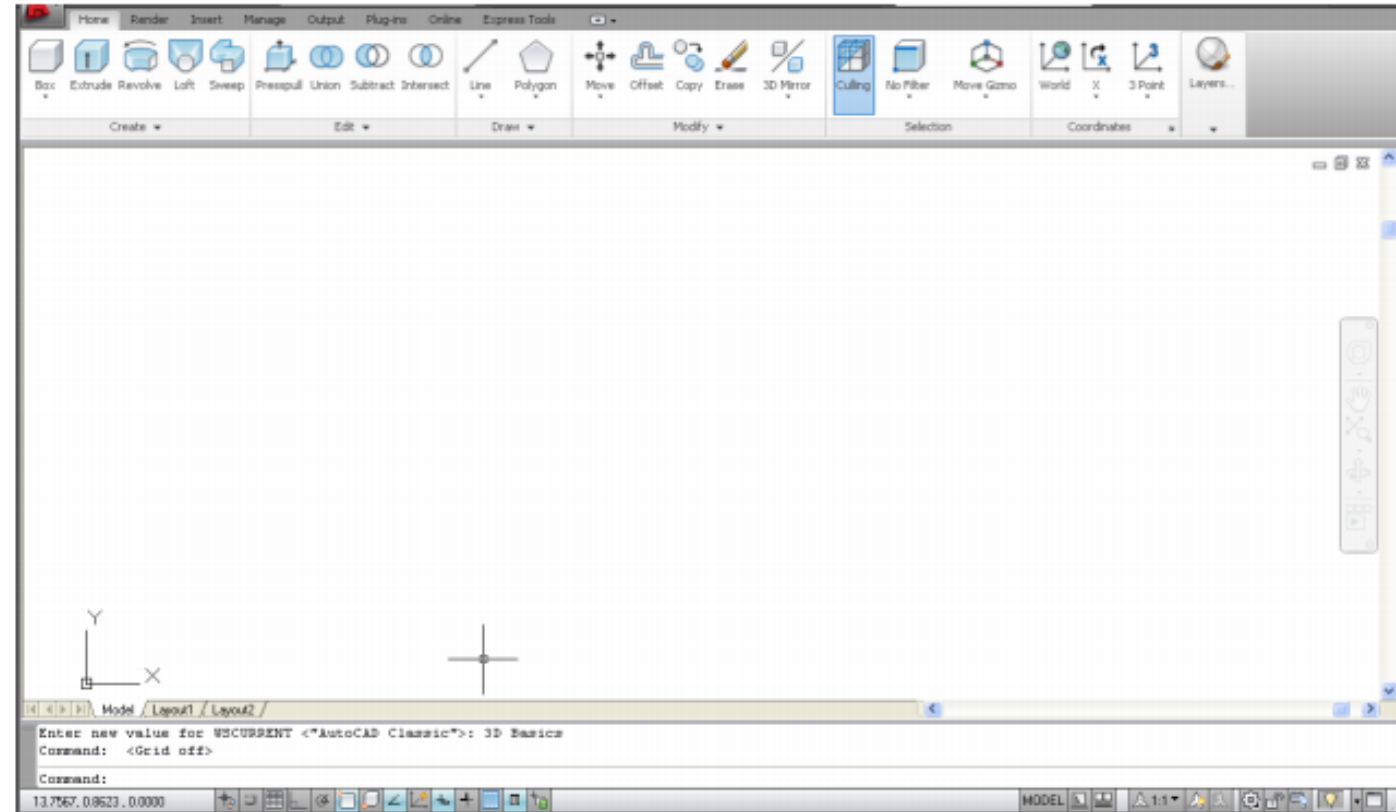 Home Render Insert Manage Output Plug-ins Online Express Tools
Box Extrude Revolve Loft Sweep Presspull Union Subtract Intersect Line Polygon Move Offset Copy Erase 3D Mirror Culling No Filter Move Gizmo World X 3 Point Layers...
Create Edit Draw Modify Selection Coordinates
Y
X
Model Layout1 Layout2
Enter new value for WSCURRENT <"AutoCAD Classic">: 3D Basics
Command: <Grid off>
Command:
13.7567, 0.8623, 0.0000 MODEL 1:1